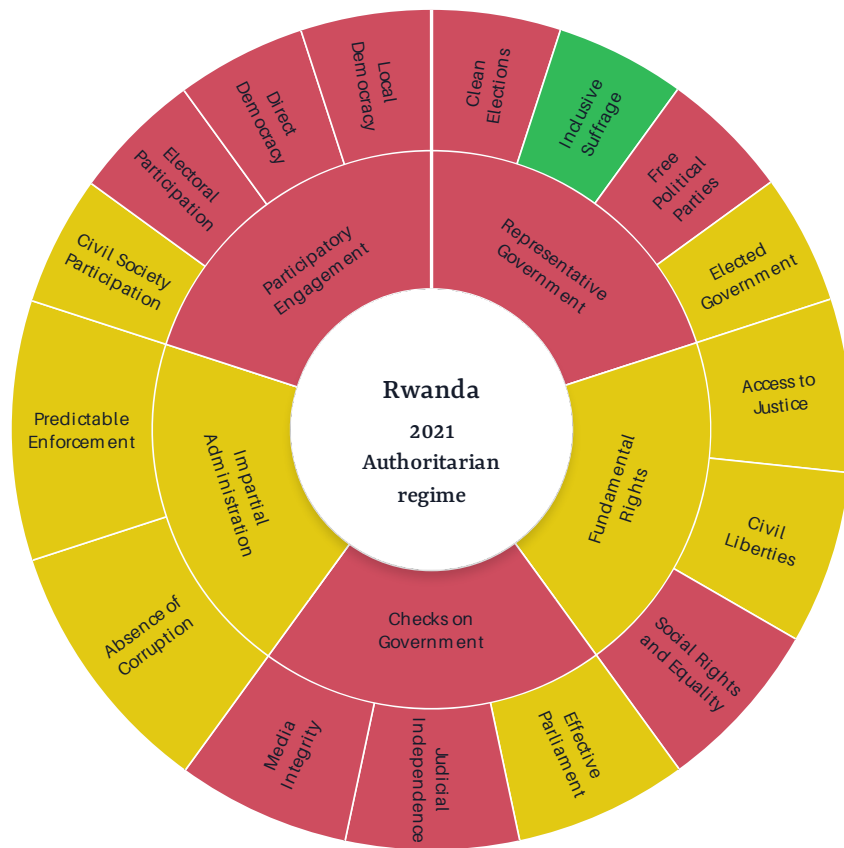 Rwanda
2021
Authoritarian
regime
Representative
Government
Fundamental
Rights
Checks on
Government
Impartial
Administration
Participatory
Engagement
Clean
Elections
Inclusive
Suffrage
Free
Political
Parties
Elected
Government
Access to
Justice
Civil
Liberties
Social Rights
and Equality
Effective
Parliament
Judicial
Independence
Media
Integrity
Absence of
Corruption
Predictable
Enforcement
Civil Society
Participation
Electoral
Participation
Direct
Democracy
Local
Democracy